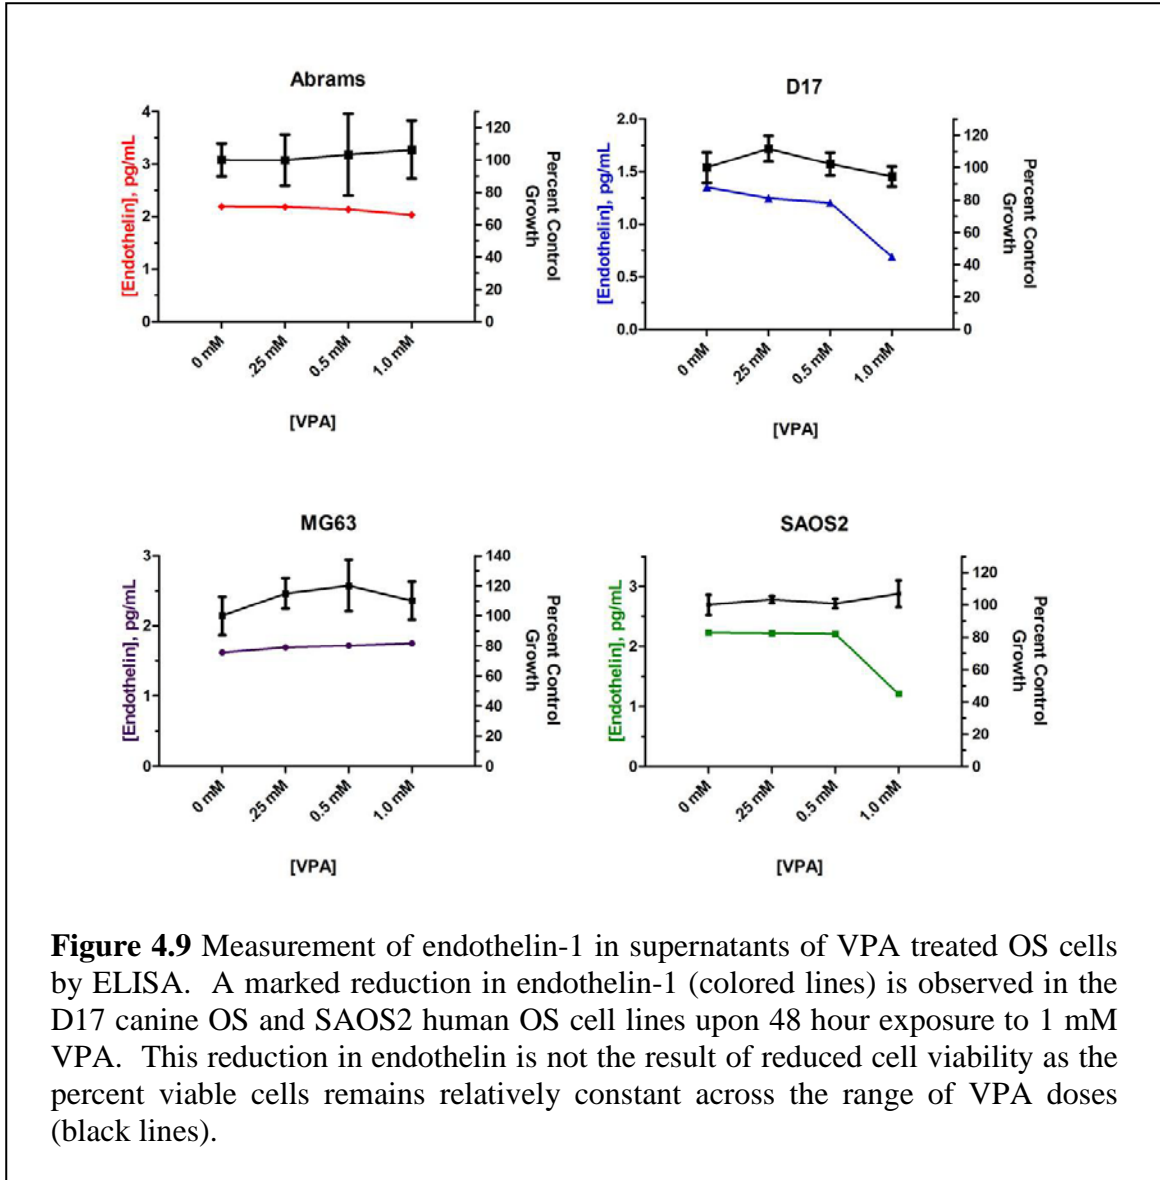 Abrams
[Endothelin], pg/mL
4
3
2
1
0
120
100
80
60
40
20
0
Percent Control
Growth
0 mM
.25 mM
0.5 mM
1.0 mM
[VPA]
D17
[Endothelin], pg/mL
2.0
1.5
1.0
0.5
0.0
120
100
80
60
40
20
0
Percent Control
Growth
0 mM
.25 mM
0.5 mM
1.0 mM
[VPA]
MG63
[Endothelin], pg/mL
3
2
1
0
140
120
100
80
60
40
20
0
Percent Control
Growth
0 mM
.25 mM
0.5 mM
1.0 mM
[VPA]
SAOS2
[Endothelin], pg/mL
3
2
1
0
120
100
80
60
40
20
0
Percent Control
Growth
0 mM
.25 mM
0.5 mM
1.0 mM
[VPA]
Figure 4.9 Measurement of endothelin-1 in supernatants of VPA treated OS cells
by ELISA. A marked reduction in endothelin-1 (colored lines) is observed in the
D17 canine OS and SAOS2 human OS cell lines upon 48 hour exposure to 1 mM
VPA. This reduction in endothelin is not the result of reduced cell viability as the
percent viable cells remains relatively constant across the range of VPA doses
(black lines).